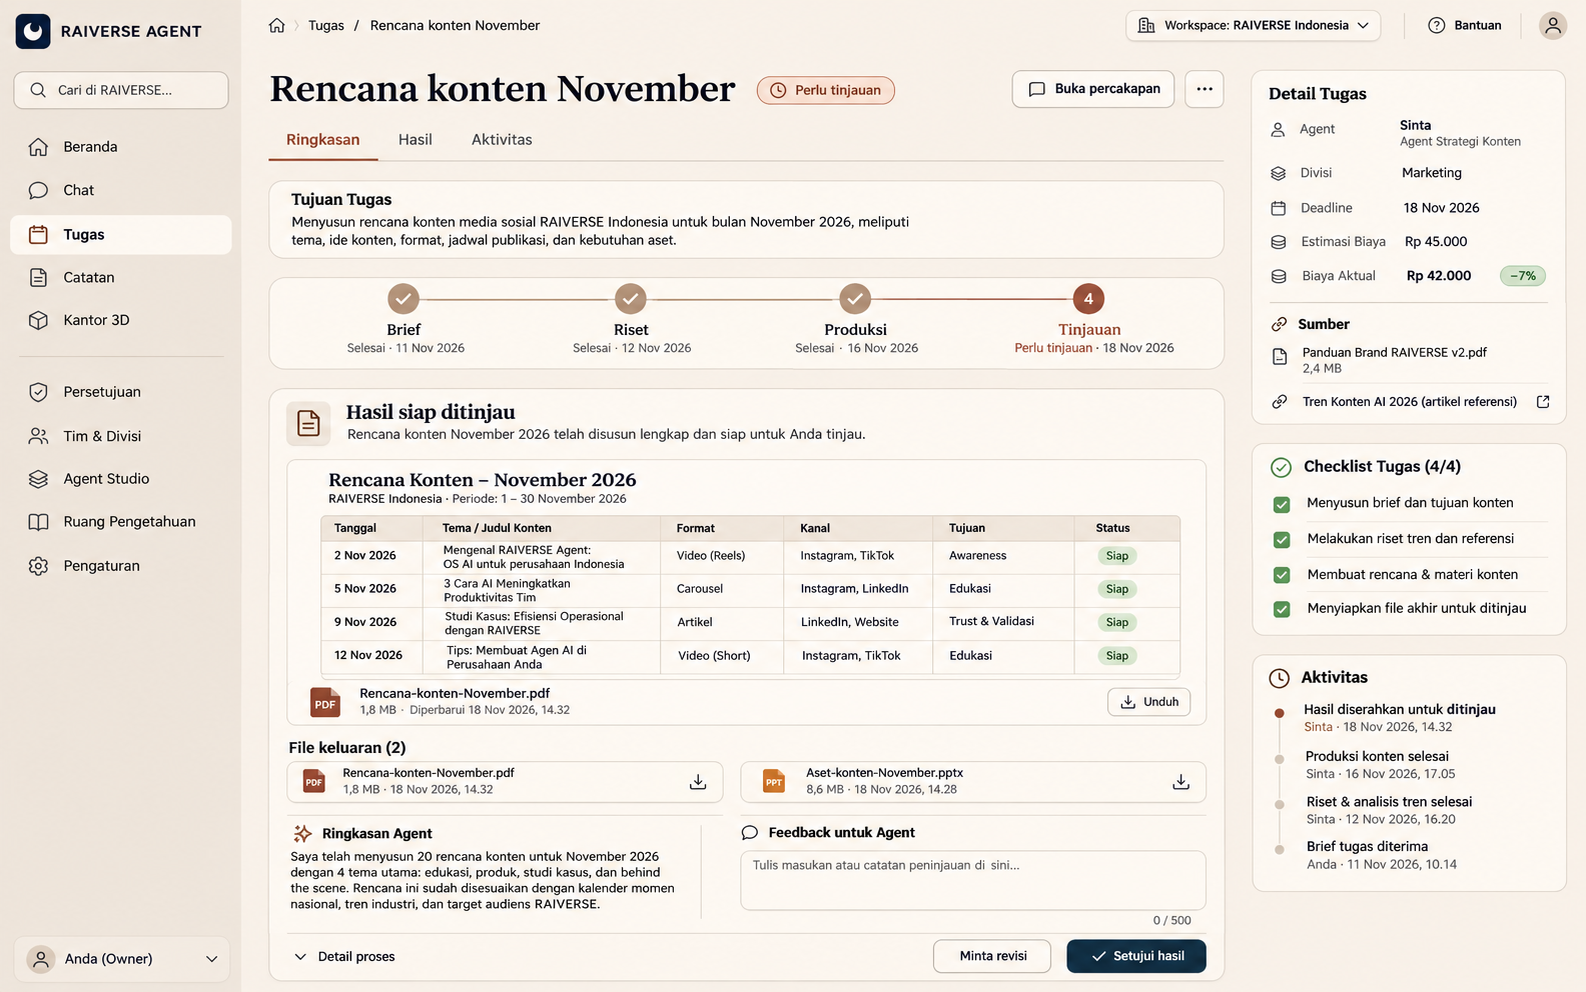 RAIVERSE AGENT
Cari di RAIVERSE...
Beranda
Chat
Tugas
Catatan
Kantor 3D
Persetujuan
Tim & Divisi
Agent Studio
Ruang Pengetahuan
Pengaturan
Anda (Owner)
Tugas / Rencana konten November
Workspace: RAIVERSE Indonesia
Bantuan
Rencana konten November
Perlu tinjauan
Buka percakapan
Ringkasan
Hasil
Aktivitas
Tujuan Tugas
Menyusun rencana konten media sosial RAIVERSE Indonesia untuk bulan November 2026, meliputi
tema, ide konten, format, jadwal publikasi, dan kebutuhan aset.
4
Brief
Riset
Produksi
Tinjauan
Selesai · 11 Nov 2026
Selesai · 12 Nov 2026
Selesai · 16 Nov 2026
Perlu tinjauan · 18 Nov 2026
Hasil siap ditinjau
Rencana konten November 2026 telah disusun lengkap dan siap untuk Anda tinjau.
Rencana Konten – November 2026
RAIVERSE Indonesia · Periode: 1 – 30 November 2026
Tanggal Tema / Judul Konten Format Kanal Tujuan Status
2 Nov 2026 Mengenal RAIVERSE Agent: Video (Reels) Instagram, TikTok Awareness Siap
OS AI untuk perusahaan Indonesia
5 Nov 2026 3 Cara AI Meningkatkan Carousel Instagram, LinkedIn Edukasi Siap
Produktivitas Tim
9 Nov 2026 Studi Kasus: Efisiensi Operasional Artikel LinkedIn, Website Trust & Validasi Siap
dengan RAIVERSE
12 Nov 2026 Tips: Membuat Agen AI di Video (Short) Instagram, TikTok Edukasi Siap
Perusahaan Anda
PDF
Rencana-konten-November.pdf
1,8 MB · Diperbarui 18 Nov 2026, 14.32
Unduh
File keluaran (2)
PDF
Rencana-konten-November.pdf
1,8 MB · 18 Nov 2026, 14.32
PPT
Aset-konten-November.pptx
8,6 MB · 18 Nov 2026, 14.28
Ringkasan Agent
Saya telah menyusun 20 rencana konten untuk November 2026
dengan 4 tema utama: edukasi, produk, studi kasus, dan behind
the scene. Rencana ini sudah disesuaikan dengan kalender momen
nasional, tren industri, dan target audiens RAIVERSE.
Feedback untuk Agent
Tulis masukan atau catatan peninjauan di sini...
0 / 500
Detail proses
Minta revisi
Setujui hasil
Detail Tugas
Agent Sinta
Agent Strategi Konten
Divisi Marketing
Deadline 18 Nov 2026
Estimasi Biaya Rp 45.000
Biaya Aktual Rp 42.000 −7%
Sumber
Panduan Brand RAIVERSE v2.pdf
2,4 MB
Tren Konten AI 2026 (artikel referensi)
Checklist Tugas (4/4)
Menyusun brief dan tujuan konten
Melakukan riset tren dan referensi
Membuat rencana & materi konten
Menyiapkan file akhir untuk ditinjau
Aktivitas
Hasil diserahkan untuk ditinjau
Sinta · 18 Nov 2026, 14.32
Produksi konten selesai
Sinta · 16 Nov 2026, 17.05
Riset & analisis tren selesai
Sinta · 12 Nov 2026, 16.20
Brief tugas diterima
Anda · 11 Nov 2026, 10.14